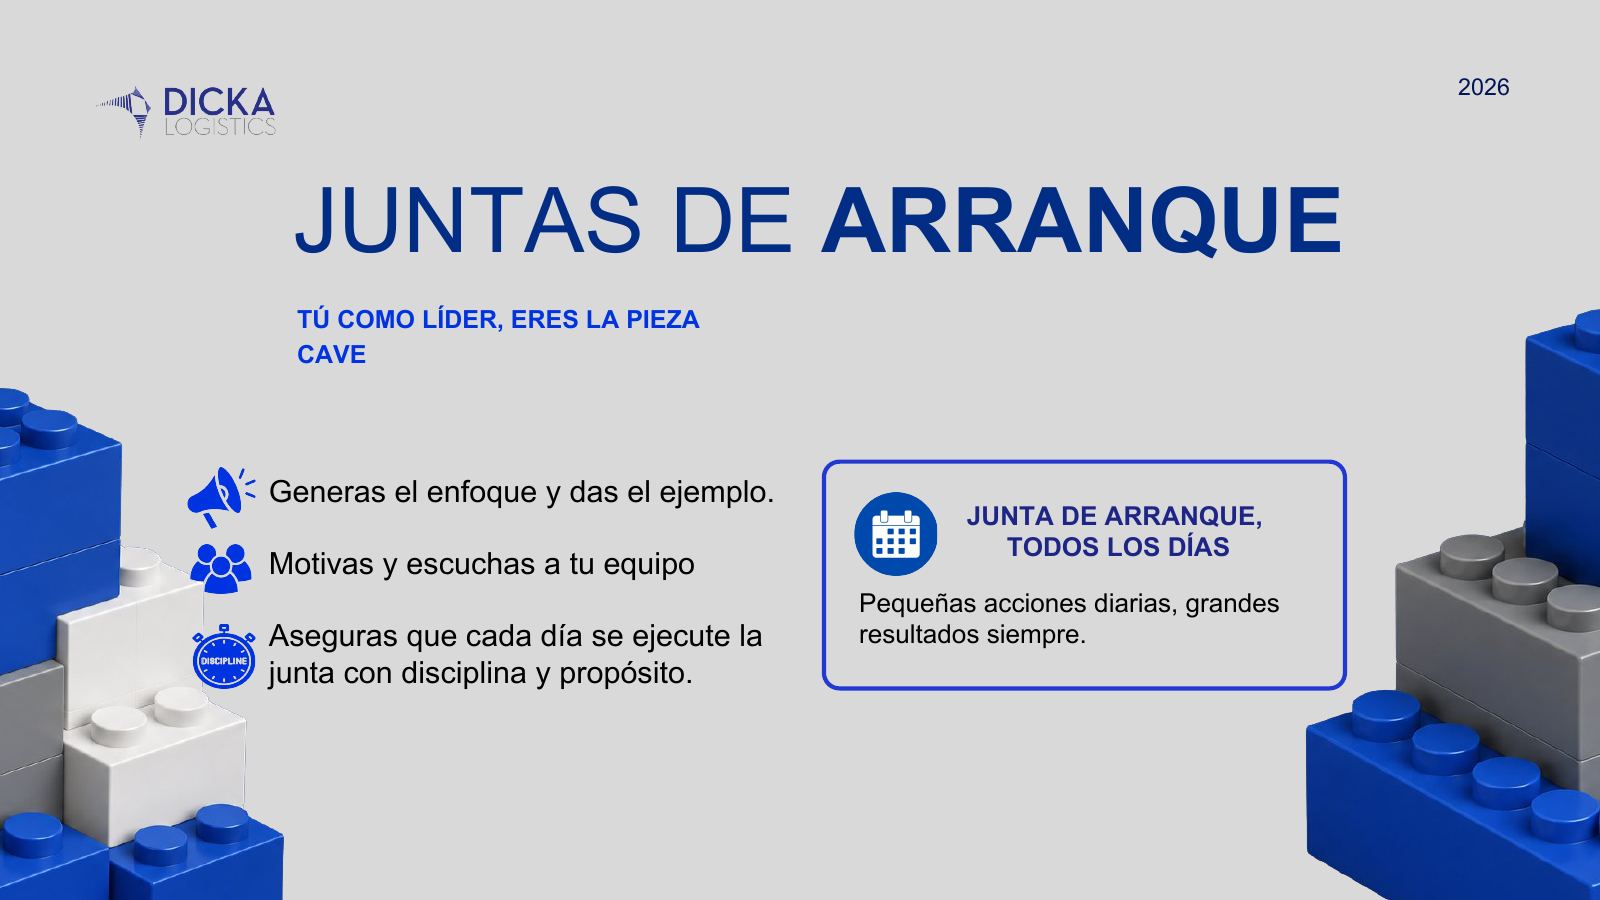 DICKA
LOGISTICS
2026
JUNTAS DE ARRANQUE
TÚ COMO LÍDER, ERES LA PIEZA
CAVE
Generas el enfoque y das el ejemplo.
Motivas y escuchas a tu equipo
DISCIPLINE
Aseguras que cada día se ejecute la
junta con disciplina y propósito.
JUNTA DE ARRANQUE,
TODOS LOS DÍAS
Pequeñas acciones diarias, grandes
resultados siempre.